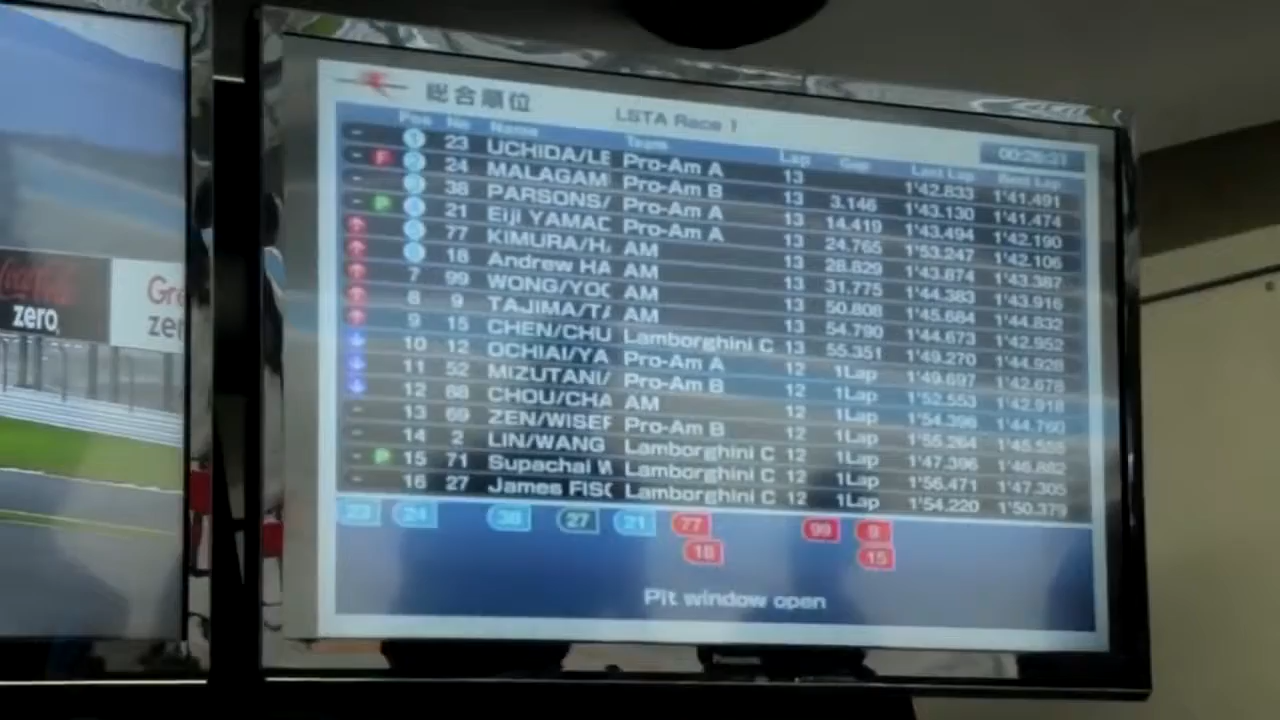 総合順位 LSTA Race 1
00:26:31
Pos No Name Team Lap Gap Last Lap Best Lap
- 1 23 UCHIDA/LE Pro-Am A 13 1'42.833 1'41.491
- F 2 24 MALAGAM Pro-Am B 13 3.146 1'43.130 1'41.474
- 38 PARSONS/ Pro-Am A 13 14.419 1'43.494 1'42.190
- P 21 Eiji YAMAD Pro-Am A 13 24.765 1'53.247 1'42.106
77 KIMURA/H AM 13 28.829 1'43.874 1'43.387
18 Andrew HA AM 13 31.775 1'44.383 1'43.916
7 99 WONG/YOO AM 13 50.808 1'45.684 1'44.832
8 9 TAJIMA/TA AM 13 54.790 1'44.673 1'42.952
9 15 CHEN/CHU Lamborghini C 13 55.351 1'49.270 1'44.928
10 12 OCHIAI/YA Pro-Am A 12 1Lap 1'49.697 1'42.678
11 52 MIZUTANI/ Pro-Am B 12 1Lap 1'52.553 1'42.918
12 88 CHOU/CHA AM 12 1Lap 1'54.398 1'44.760
- 13 69 ZEN/WISEF Pro-Am B 12 1Lap 1'55.264
- 14 2 LIN/WANG Lamborghini C 12 1Lap 1'47.396 1'46.882
- P 15 71 Supachai W Lamborghini C 12 1Lap 1'56.471 1'47.305
- 16 27 James FISC Lamborghini C 12 1Lap 1'54.220 1'50.379
23 24 38 27 21 77 99 9
18 15
Pit window open
Coca-Cola
zero
Gre
zer